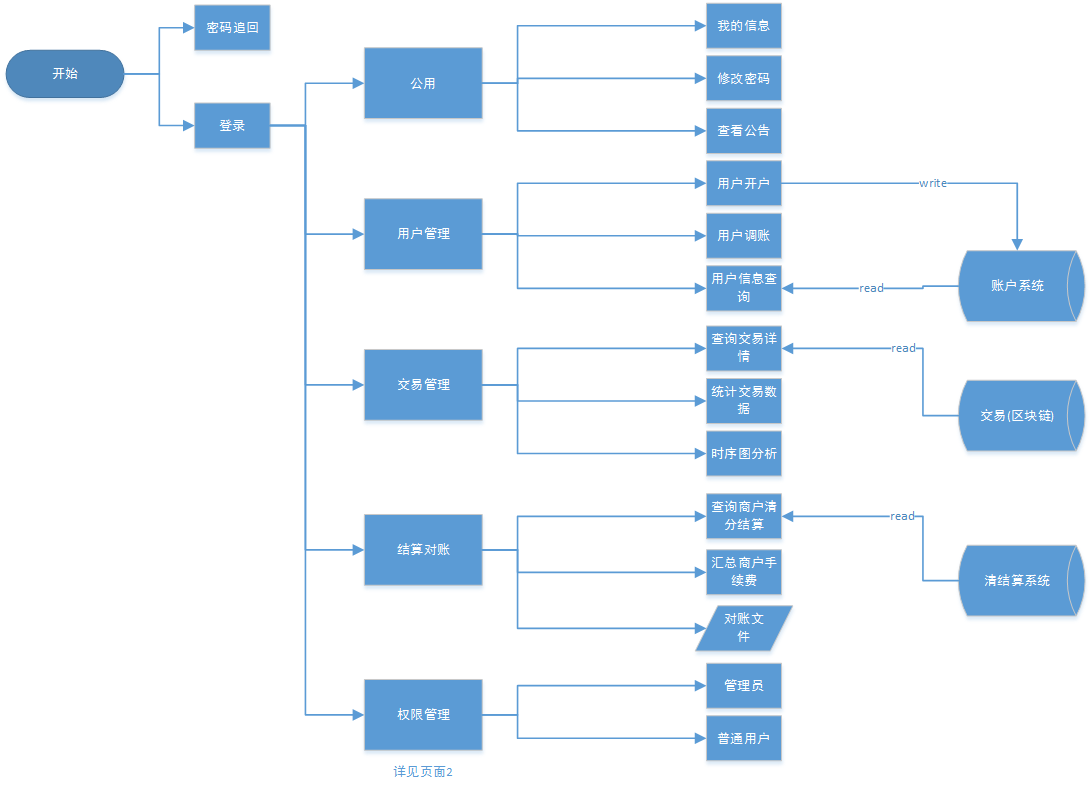 开始
密码追回
登录
公用
我的信息
修改密码
查看公告
用户管理
用户开户
write
用户调账
用户信息查
询
read
账户系统
交易管理
查询交易详
情
read
统计交易数
据
时序图分析
交易(区块链)
结算对账
查询商户清
分结算
read
汇总商户手
续费
对账文
件
清结算系统
权限管理
管理员
普通用户
详见页面2